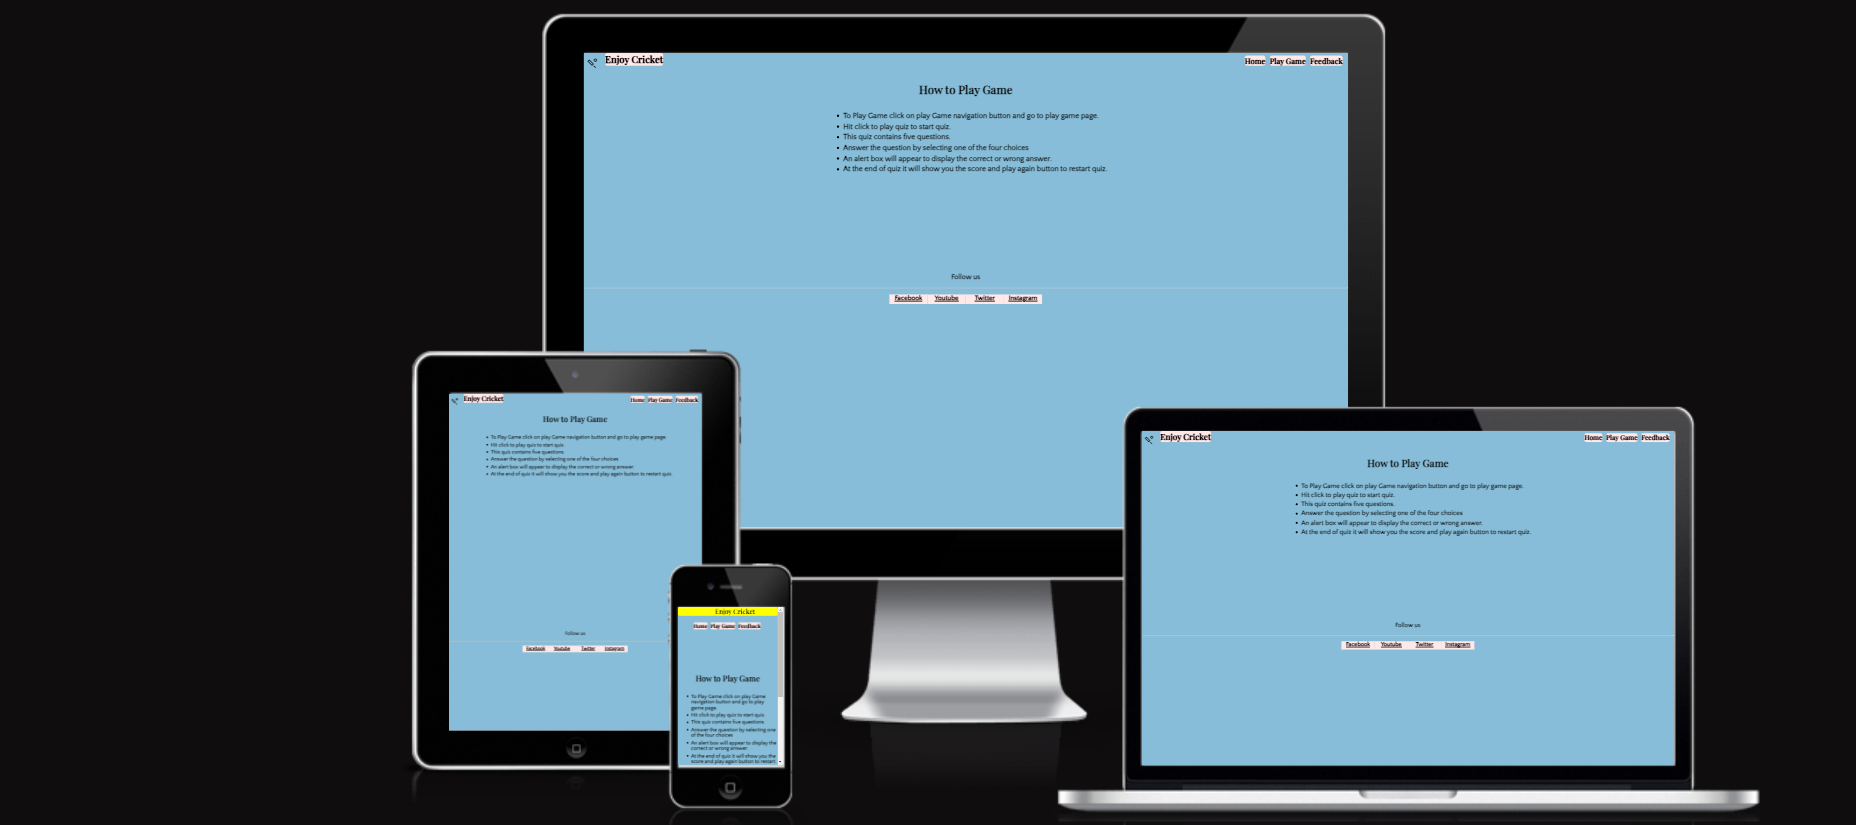 Enjoy Cricket
Home Play Game Feedback
How to Play Game
To Play Game click on play Game navigation button and go to play game page.
Hit click to play quiz to start quiz.
This quiz contains five questions.
Answer the question by selecting one of the four choices
An alert box will appear to display the correct or wrong answer.
At the end of quiz it will show you the score and play again button to restart quiz.
Follow us
Facebook Youtube Twitter Instagram
Enjoy Cricket
Home Play Game Feedback
How to Play Game
To Play Game click on play Game navigation button and go to play game page.
Hit click to play quiz to start quiz.
This quiz contains five questions.
Answer the question by selecting one of the four choices
An alert box will appear to display the correct or wrong answer.
At the end of quiz it will show you the score and play again button to restart quiz.
Follow us
Facebook Youtube Twitter Instagram
Enjoy Cricket
Home Play Game Feedback
How to Play Game
To Play Game click on play Game
navigation button and go to play
game page.
Hit click to play quiz to start quiz.
This quiz contains five questions.
Answer the question by selecting one
of the four choices
An alert box will appear to display the
correct or wrong answer.
At the end of quiz it will show you the
score and play again button to restart
Enjoy Cricket
Home Play Game Feedback
How to Play Game
To Play Game click on play Game navigation button and go to play game page.
Hit click to play quiz to start quiz.
This quiz contains five questions.
Answer the question by selecting one of the four choices
An alert box will appear to display the correct or wrong answer.
At the end of quiz it will show you the score and play again button to restart quiz.
Follow us
Facebook Youtube Twitter Instagram